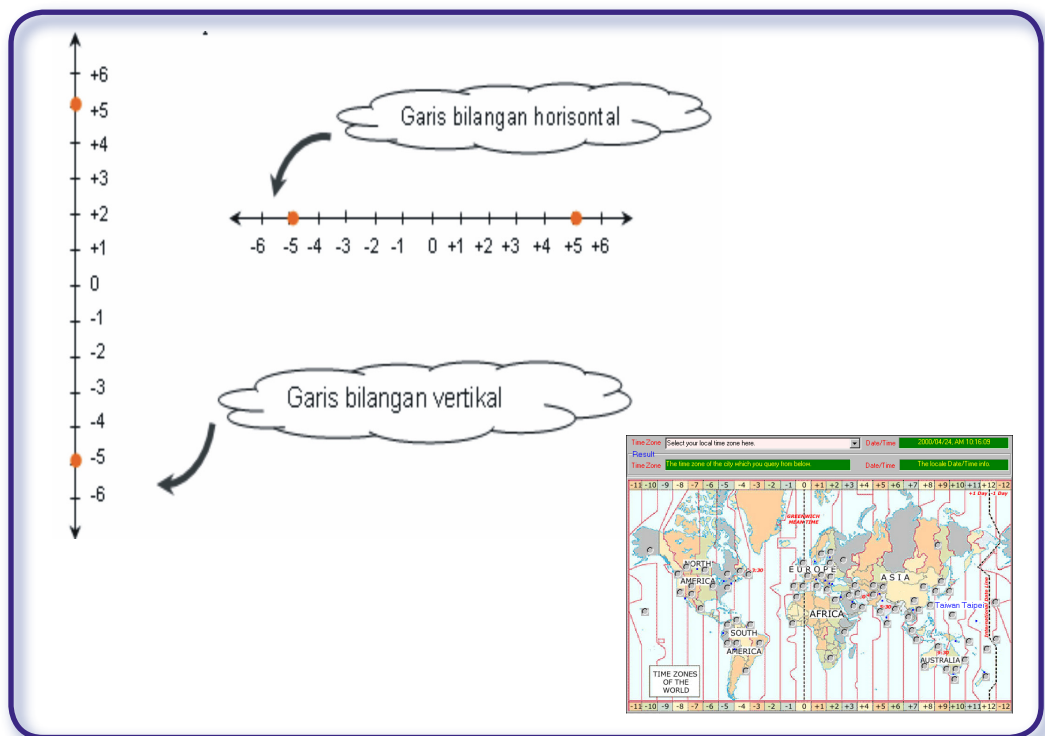 +6
+5
+4
+3
+2
+1
0
-1
-2
-3
-4
-5
-6
Garis bilangan horisontal
-6 -5 -4 -3 -2 -1 0 +1 +2 +3 +4 +5 +6
Garis bilangan vertikal
Time Zone Select your local time zone here. Date/Time 2000/04/24, AM 10:16:09
Result
Time Zone The time zone of the city which you query from below. Date/Time The locale Date/Time info.
-11 -10 -9 -8 -7 -6 -5 -4 -3 -2 -1 0 +1 +2 +3 +4 +5 +6 +7 +8 +9 +10 +11 +12 -12
+1 Day -1 Day
GREENWICH
MEAN TIME
NORTH
AMERICA
-3:30
EUROPE
ASIA
AFRICA
Taiwan Taipei
SOUTH
AMERICA
AUSTRALIA
TIME ZONES
OF THE
WORLD
-11 -10 -9 -8 -7 -6 -5 -4 -3 -2 -1 0 +1 +2 +3 +4 +5 +6 +7 +8 +9 +10 +11 +12 -12